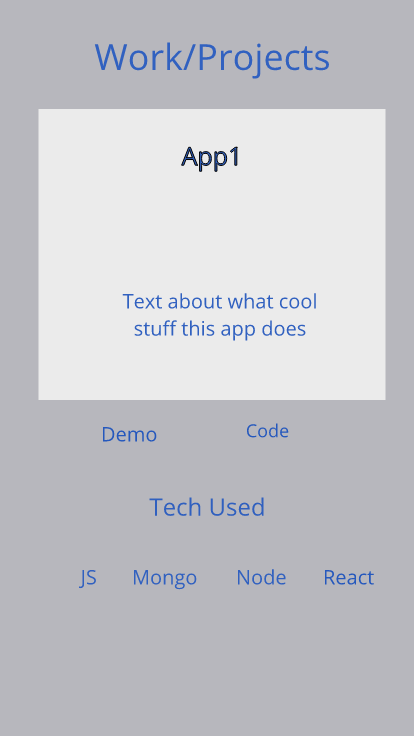 Work/Projects
App1
Text about what cool
stuff this app does
Demo Code
Tech Used
JS Mongo Node React